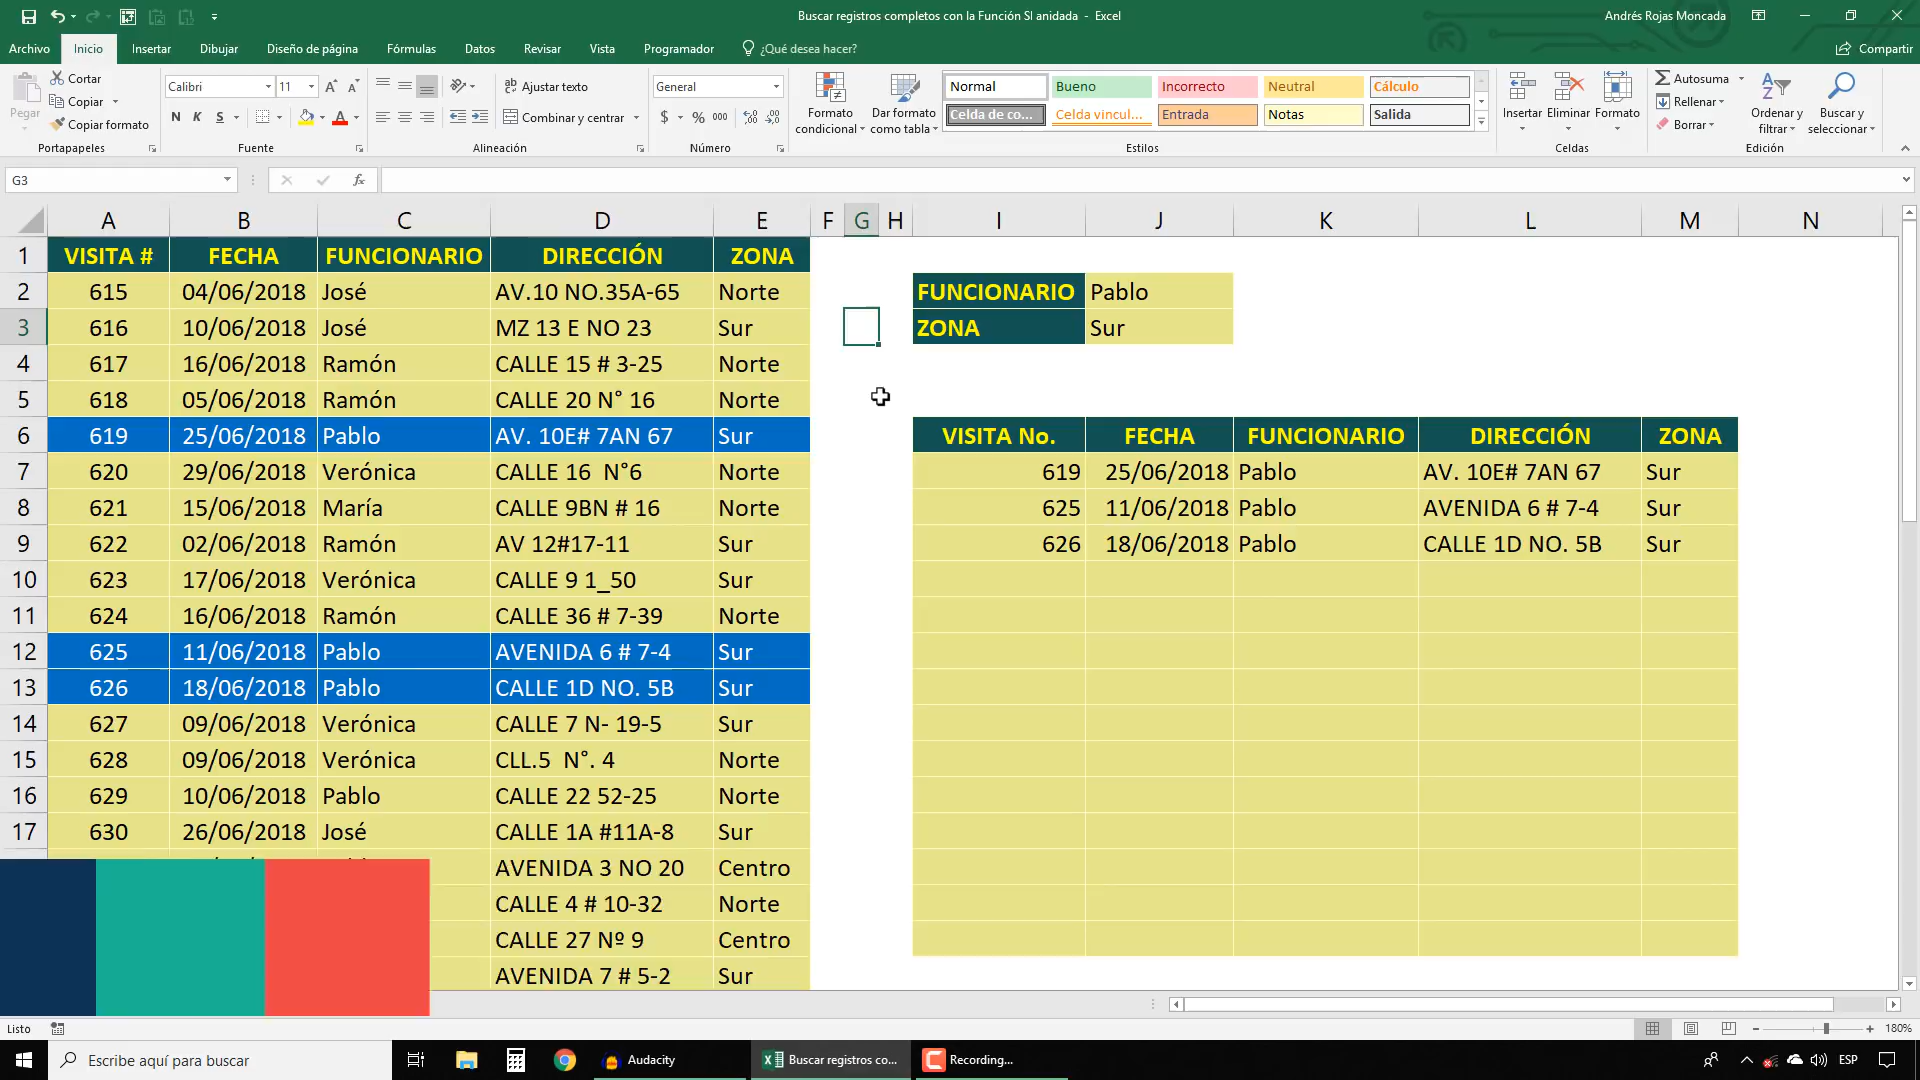 Buscar registros completos con la Función SI anidada - Excel
Andrés Rojas Moncada
Archivo Inicio Insertar Dibujar Diseño de página Fórmulas Datos Revisar Vista Programador ¿Qué desea hacer? Compartir
Pegar Cortar Copiar Copiar formato
Calibri 11 N K S
Ajustar texto Combinar y centrar
General $ % 000
Formato condicional Dar formato como tabla
Normal Bueno Incorrecto Neutral Cálculo
Celda de co... Celda vincul... Entrada Notas Salida
Insertar Eliminar Formato
Autosuma Rellenar Borrar Ordenar y filtrar Buscar y seleccionar
Portapapeles Fuente Alineación Número Estilos Celdas Edición
G3 fx
A B C D E F G H I J K L M N
1 VISITA # FECHA FUNCIONARIO DIRECCIÓN ZONA
2 615 04/06/2018 José AV.10 NO.35A-65 Norte FUNCIONARIO Pablo
3 616 10/06/2018 José MZ 13 E NO 23 Sur ZONA Sur
4 617 16/06/2018 Ramón CALLE 15 # 3-25 Norte
5 618 05/06/2018 Ramón CALLE 20 N° 16 Norte
6 619 25/06/2018 Pablo AV. 10E# 7AN 67 Sur VISITA No. FECHA FUNCIONARIO DIRECCIÓN ZONA
7 620 29/06/2018 Verónica CALLE 16 N°6 Norte 619 25/06/2018 Pablo AV. 10E# 7AN 67 Sur
8 621 15/06/2018 María CALLE 9BN # 16 Norte 625 11/06/2018 Pablo AVENIDA 6 # 7-4 Sur
9 622 02/06/2018 Ramón AV 12#17-11 Sur 626 18/06/2018 Pablo CALLE 1D NO. 5B Sur
10 623 17/06/2018 Verónica CALLE 9 1_50 Sur
11 624 16/06/2018 Ramón CALLE 36 # 7-39 Norte
12 625 11/06/2018 Pablo AVENIDA 6 # 7-4 Sur
13 626 18/06/2018 Pablo CALLE 1D NO. 5B Sur
14 627 09/06/2018 Verónica CALLE 7 N- 19-5 Sur
15 628 09/06/2018 Verónica CLL.5 N°. 4 Norte
16 629 10/06/2018 Pablo CALLE 22 52-25 Norte
17 630 26/06/2018 José CALLE 1A #11A-8 Sur
AVENIDA 3 NO 20 Centro
CALLE 4 # 10-32 Norte
CALLE 27 Nº 9 Centro
AVENIDA 7 # 5-2 Sur
Listo 180%
Escribe aquí para buscar Audacity Buscar registros co... Recording... ESP